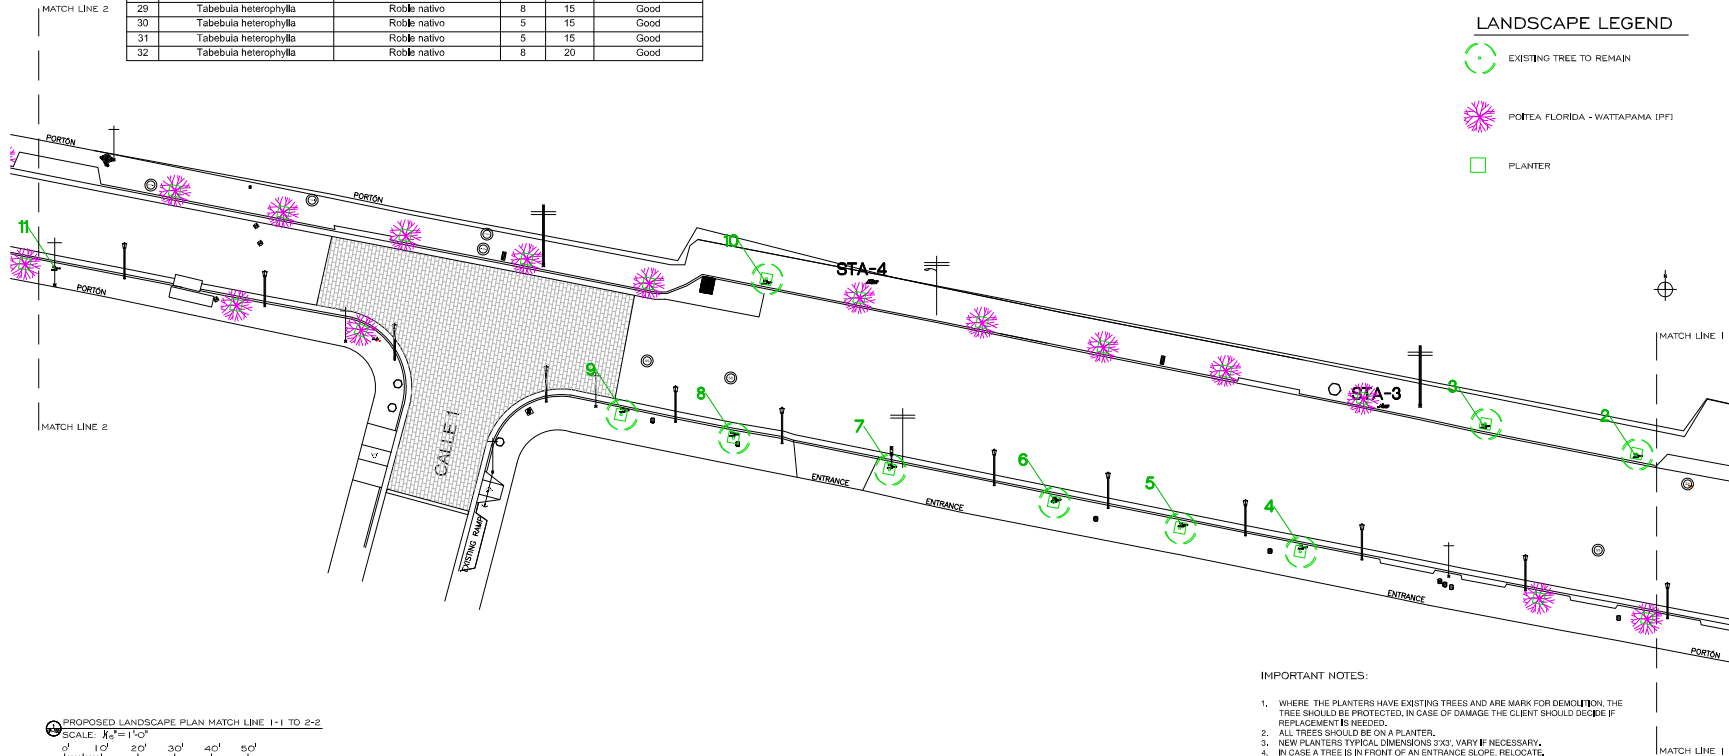 MATCH LINE 2
29 Tabebuia heterophylla Roble nativo 8 15 Good
30 Tabebuia heterophylla Roble nativo 5 15 Good
31 Tabebuia heterophylla Roble nativo 5 15 Good
32 Tabebuia heterophylla Roble nativo 8 20 Good
LANDSCAPE LEGEND
EXISTING TREE TO REMAIN
POITEA FLORIDA - WATTAPAMA [PF]
PLANTER
PORTÓN
PORTÓN
11
PORTÓN
10
STA-4
N
MATCH LINE 1
9
8
7
6
5
4
3
STA-3
2
MATCH LINE 2
CALLE 1
EXISTING RAMP
ENTRANCE
ENTRANCE
ENTRANCE
PORTÓN
IMPORTANT NOTES:
1. WHERE THE PLANTERS HAVE EXISTING TREES AND ARE MARK FOR DEMOLITION, THE
TREE SHOULD BE PROTECTED, IN CASE OF DAMAGE THE CLIENT SHOULD DECIDE IF
REPLACEMENT IS NEEDED.
2. ALL TREES SHOULD BE ON A PLANTER.
3. NEW PLANTERS TYPICAL DIMENSIONS 3'X3', VARY IF NECESSARY.
4. IN CASE A TREE IS IN FRONT OF AN ENTRANCE SLOPE, RELOCATE.
MATCH LINE 1
PROPOSED LANDSCAPE PLAN MATCH LINE 1-1 TO 2-2
SCALE: 1/16"=1'-0"
0' 10' 20' 30' 40' 50'